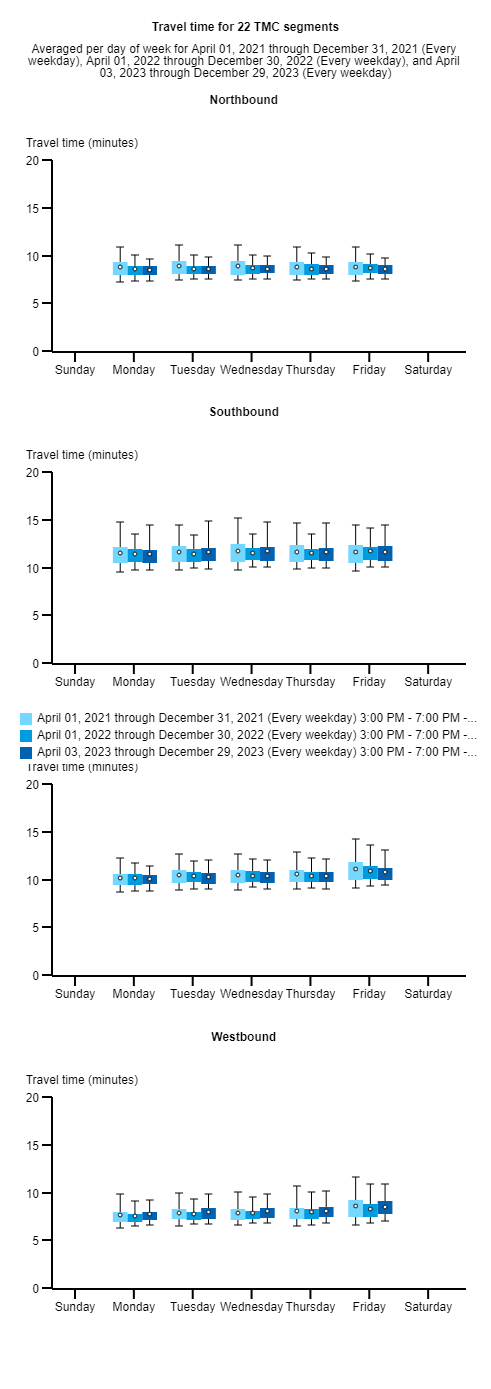 Travel time for 22 TMC segments
Averaged per day of week for April 01, 2021 through December 31, 2021 (Every
weekday), April 01, 2022 through December 30, 2022 (Every weekday), and April
03, 2023 through December 29, 2023 (Every weekday)
Northbound
Travel time (minutes)
20
15
10
5
0
Sunday Monday Tuesday Wednesday Thursday Friday Saturday
Southbound
Travel time (minutes)
20
15
10
5
0
Sunday Monday Tuesday Wednesday Thursday Friday Saturday
April 01, 2021 through December 31, 2021 (Every weekday) 3:00 PM - 7:00 PM -...
April 01, 2022 through December 30, 2022 (Every weekday) 3:00 PM - 7:00 PM -...
April 03, 2023 through December 29, 2023 (Every weekday) 3:00 PM - 7:00 PM -...
Travel time (minutes)
20
15
10
5
0
Sunday Monday Tuesday Wednesday Thursday Friday Saturday
Westbound
Travel time (minutes)
20
15
10
5
0
Sunday Monday Tuesday Wednesday Thursday Friday Saturday